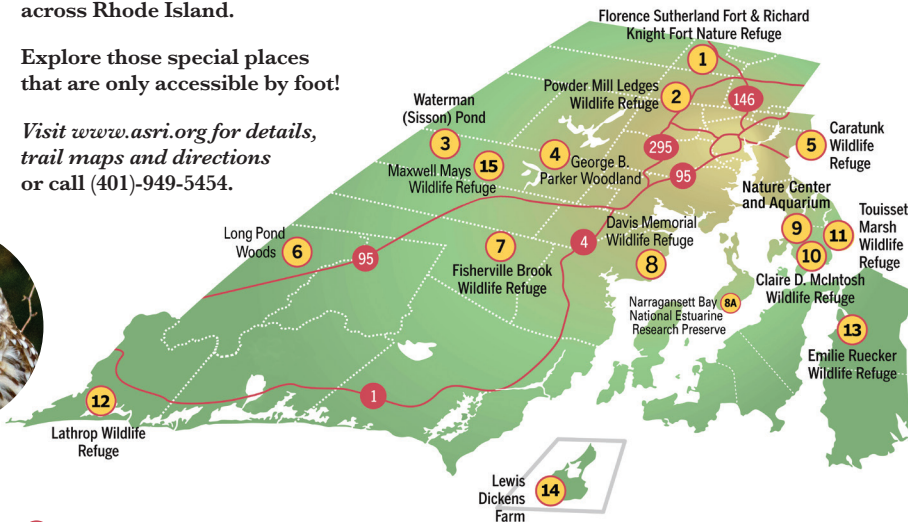 across Rhode Island.
Explore those special places
that are only accessible by foot!
Visit www.asri.org for details,
trail maps and directions
or call (401)-949-5454.
Florence Sutherland Fort & Richard
Knight Fort Nature Refuge
1
Powder Mill Ledges
Wildlife Refuge
2
146
Waterman
(Sisson) Pond
3
Maxwell Mays
Wildlife Refuge
15
4
George B.
Parker Woodland
295
95
5
Caratunk
Wildlife
Refuge
Nature Center
and Aquarium
9
10
Claire D. McIntosh
Wildlife Refuge
11
Touisset
Marsh
Wildlife
Refuge
Long Pond
Woods
6
95
7
Fisherville Brook
Wildlife Refuge
4
Davis Memorial
Wildlife Refuge
8
Narragansett Bay
National Estuarine
Research Preserve
8A
13
Emilie Ruecker
Wildlife Refuge
12
Lathrop Wildlife
Refuge
1
Lewis
Dickens
Farm
14